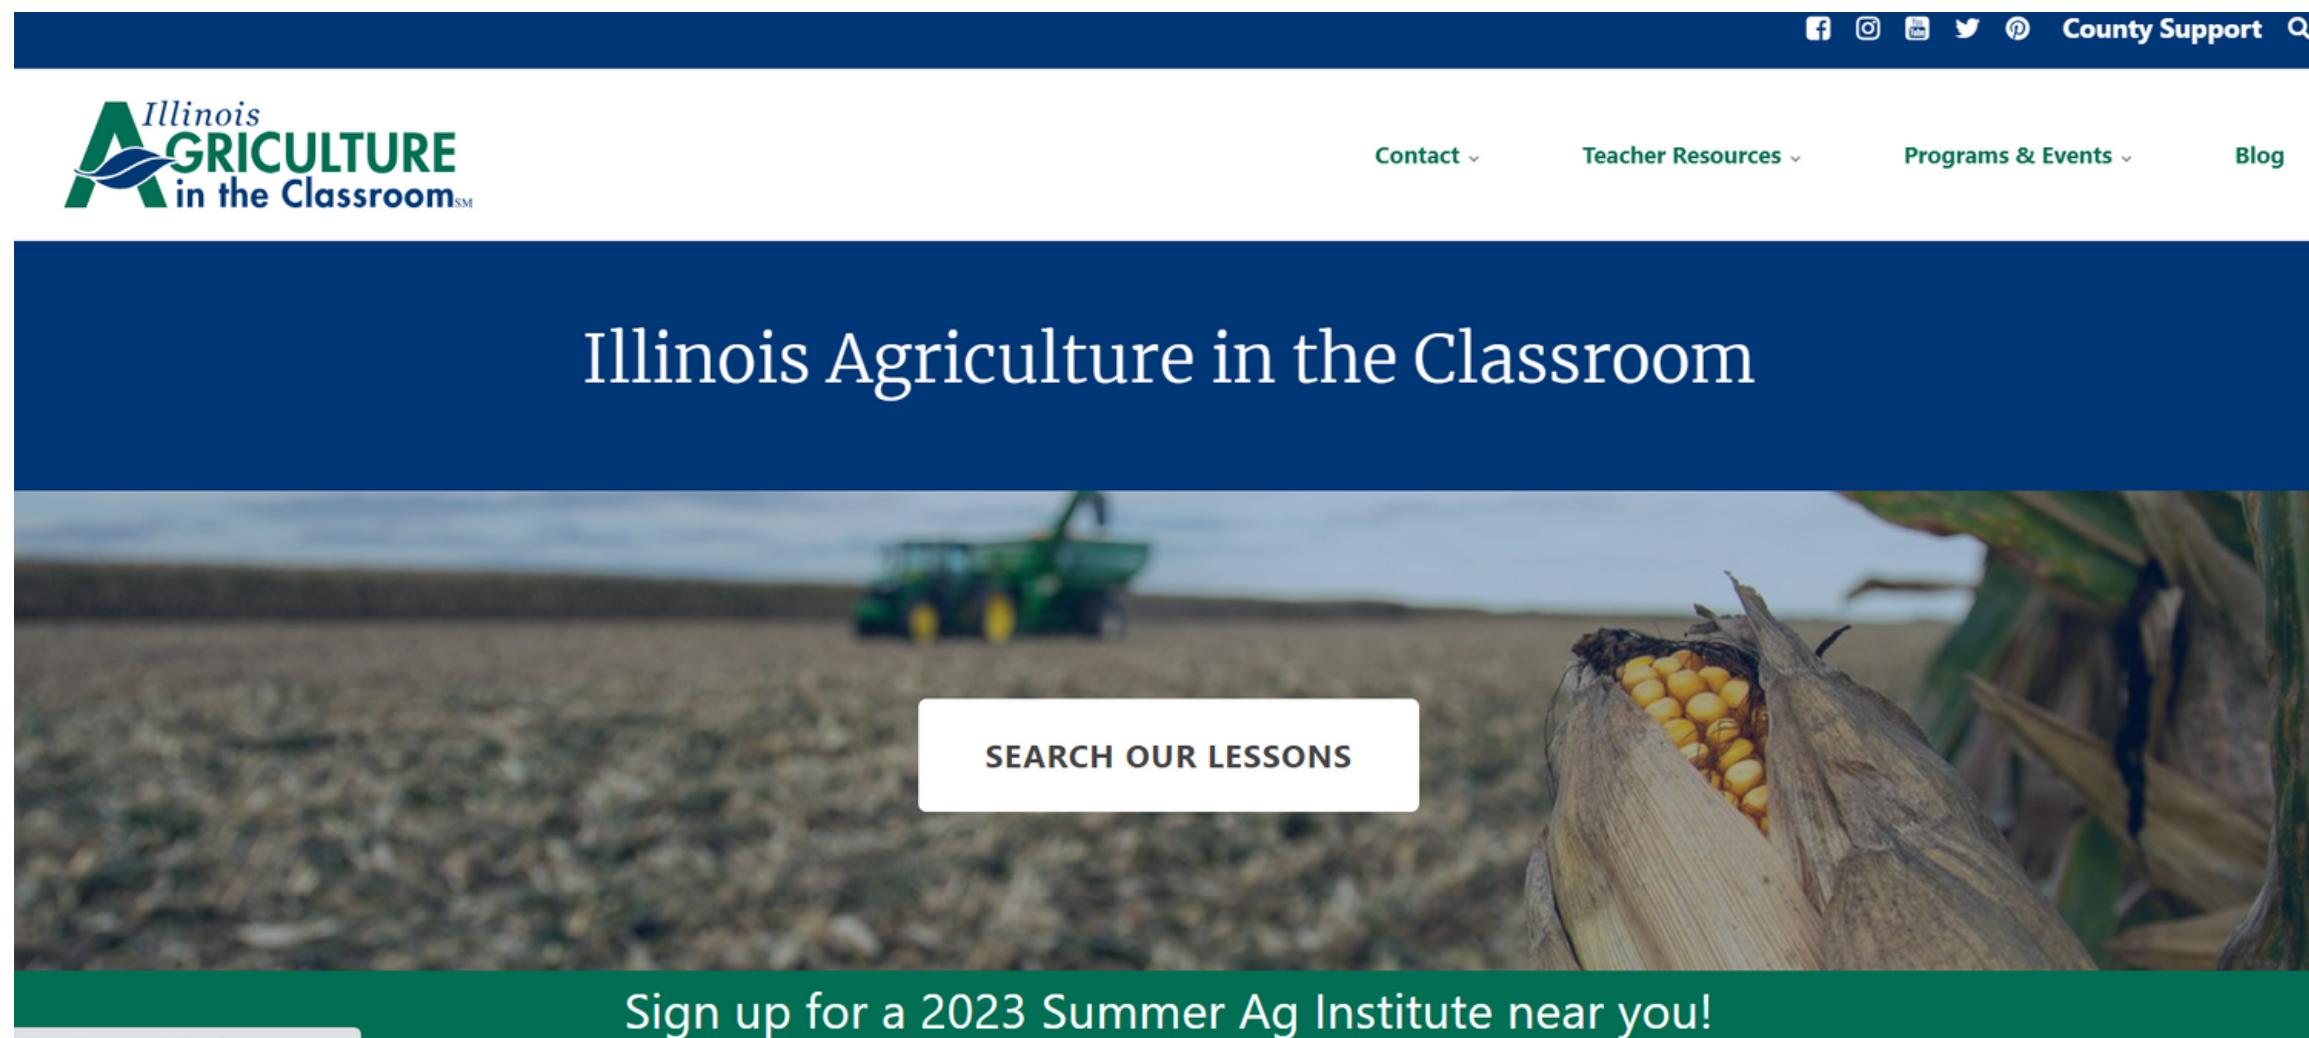 County Support
Illinois
AGRICULTURE
in the Classroom SM
Contact
Teacher Resources
Programs & Events
Blog
Illinois Agriculture in the Classroom
SEARCH OUR LESSONS
Sign up for a 2023 Summer Ag Institute near you!